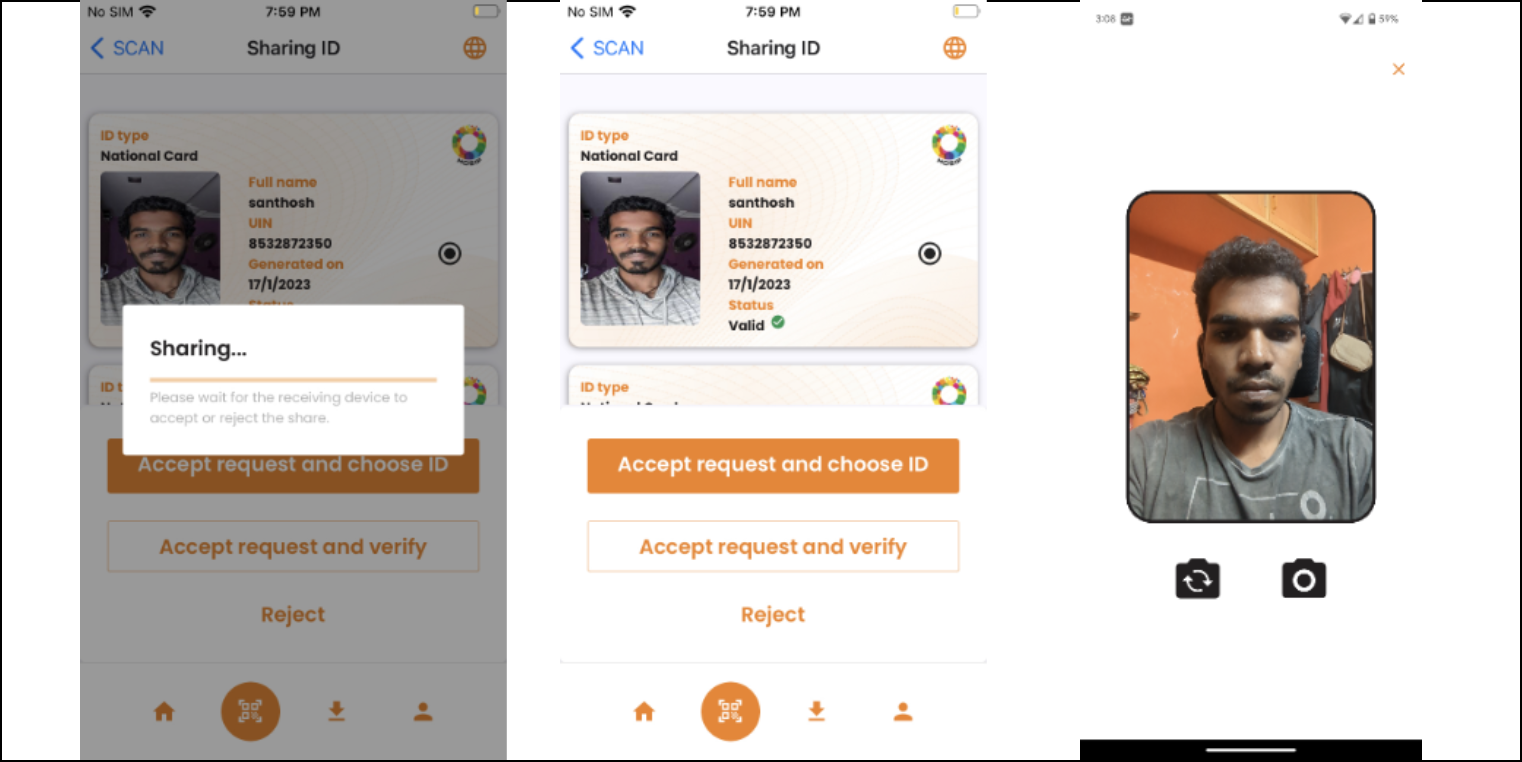 No SIM 7:59 PM
SCAN Sharing ID
ID type
National Card
MOSIP
Full name
santhosh
UIN
8532872350
Generated on
17/1/2023
Status
Sharing...
Please wait for the receiving device to
accept or reject the share.
Accept request and choose ID
Accept request and verify
Reject
No SIM 7:59 PM
SCAN Sharing ID
ID type
National Card
MOSIP
Full name
santhosh
UIN
8532872350
Generated on
17/1/2023
Status
Valid
ID type
Accept request and choose ID
Accept request and verify
Reject
3:08 59%